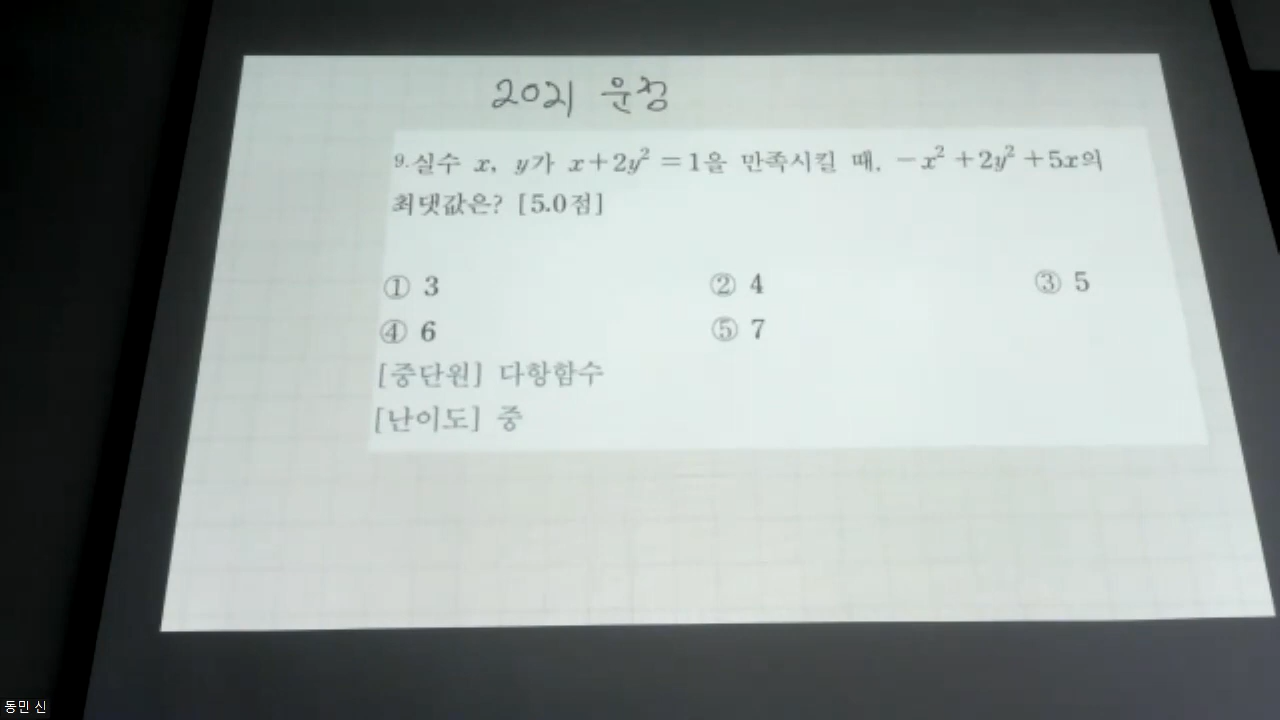 2021 운정
9. 실수 x, y가 x+2y²=1을 만족시킬 때, −x²+2y²+5x의
최댓값은? [5.0점]
① 3 ② 4 ③ 5
④ 6 ⑤ 7
[중단원] 다항함수
[난이도] 중
동민 신